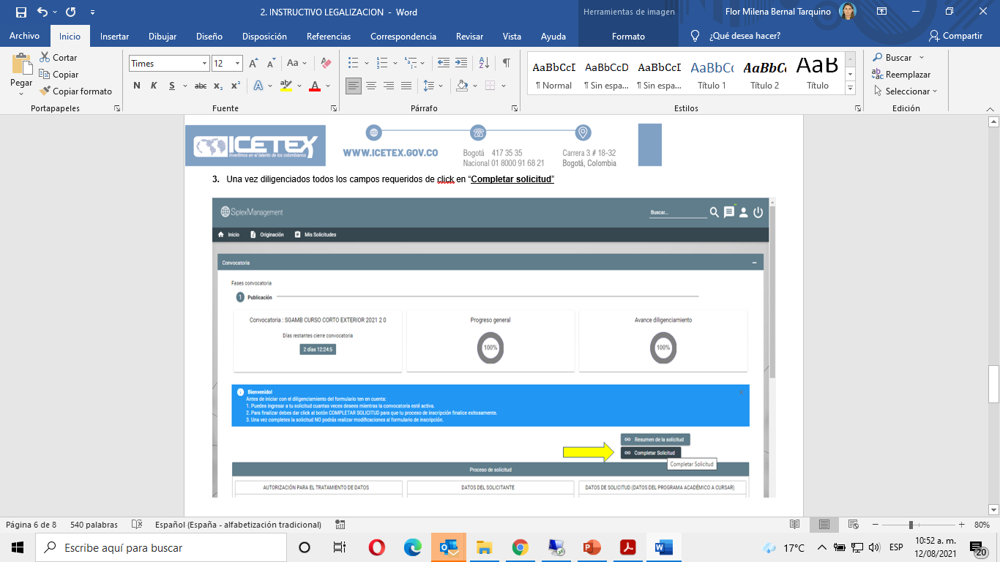 2. INSTRUCTIVO LEGALIZACION - Word
Herramientas de imagen
Flor Milena Bernal Tarquino
Archivo Inicio Insertar Dibujar Diseño Disposición Referencias Correspondencia Revisar Vista Ayuda Formato ¿Qué desea hacer? Compartir
Pegar
Cortar
Copiar
Copiar formato
Portapapeles
Times 12
Fuente
Párrafo
AaBbCcI AaBbCcD AaBbCcI AaBbCc AaBbCc AaB
¶ Normal ¶ Sin espa... ¶ Sin espa... Título 1 Título 2 Título
Estilos
Buscar
Reemplazar
Seleccionar
Edición
ICETEX
Invertimos en el talento de los colombianos
WWW.ICETEX.GOV.CO
Bogotá 417 35 35
Nacional 01 8000 91 68 21
Carrera 3 # 18-32
Bogotá, Colombia
3. Una vez diligenciados todos los campos requeridos de click en “Completar solicitud”
SiplexManagement
Buscar...
Inicio Originación Mis Solicitudes
Convocatoria
Fases convocatoria
1 Publicación
Convocatoria : SGAMB CURSO CORTO EXTERIOR 2021 2 0
Días restantes cierre convocatoria
2 días 12:24:5
Progreso general
100%
Avance diligenciamiento
100%
Bienvenido!
Antes de iniciar con el diligenciamiento del formulario ten en cuenta:
1. Puedes ingresar a tu solicitud cuantas veces desees mientras la convocatoria esté activa.
2. Para finalizar debes dar click al botón COMPLETAR SOLICITUD para que tu proceso de inscripción finalice exitosamente.
3. Una vez completes la solicitud NO podrás realizar modificaciones al formulario de inscripción.
Resumen de la solicitud
Completar Solicitud
Completar Solicitud
Proceso de solicitud
AUTORIZACIÓN PARA EL TRATAMIENTO DE DATOS DATOS DEL SOLICITANTE DATOS DE SOLICITUD (DATOS DEL PROGRAMA ACADÉMICO A CURSAR)
Página 6 de 8 540 palabras Español (España - alfabetización tradicional) 80%
Escribe aquí para buscar
17°C
ESP
10:52 a. m.
12/08/2021
20